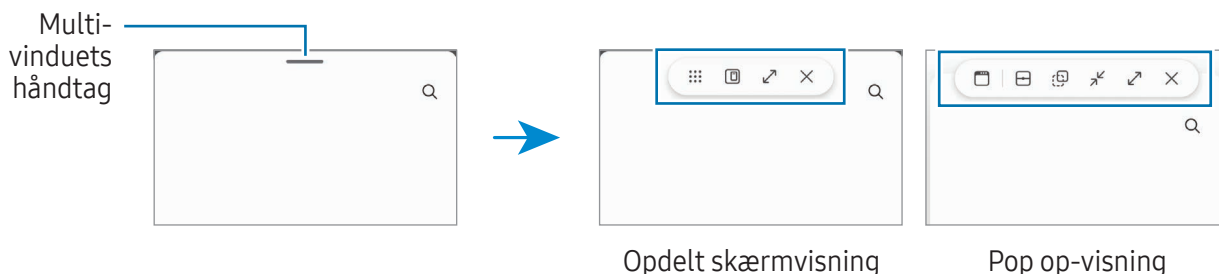 Multi-
vinduets
håndtag
Opdelt skærmvisning
Pop op-visning